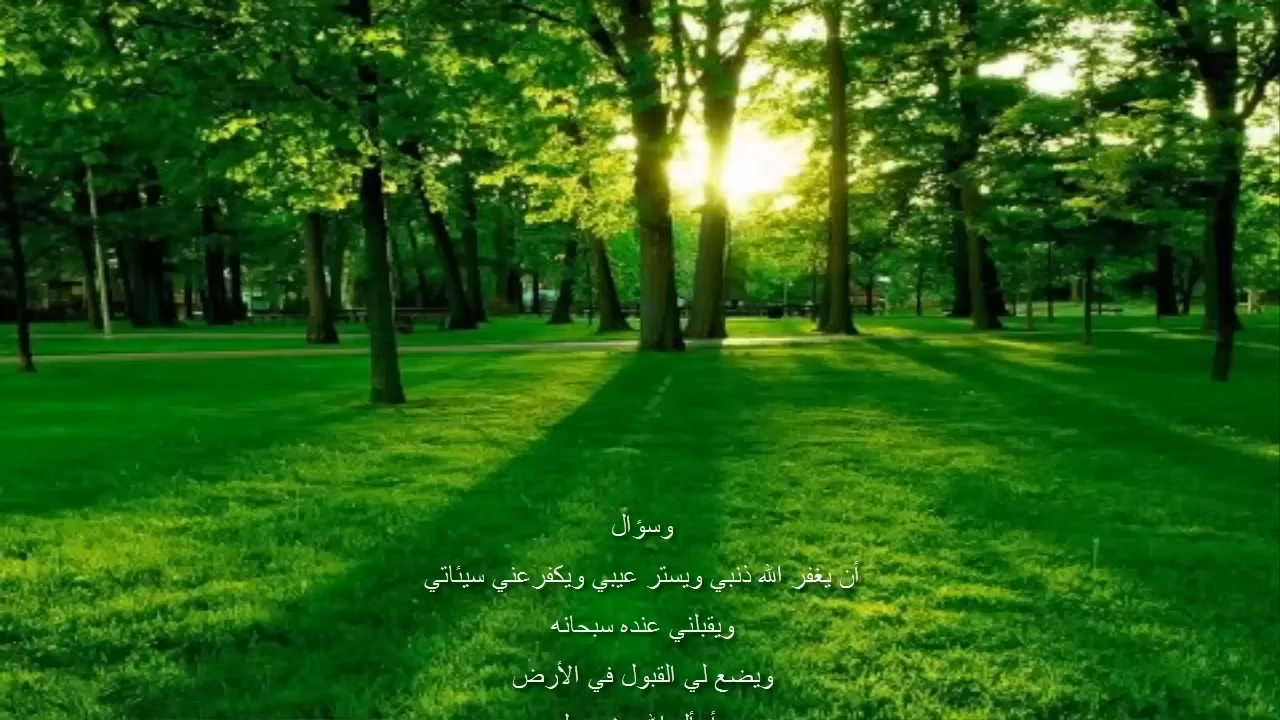 وسؤال
أن يغفر الله ذنبي ويستر عيبي ويكفرعني سيئاتي
ويقبلني عنده سبحانه
ويضع لي القبول في الأرض